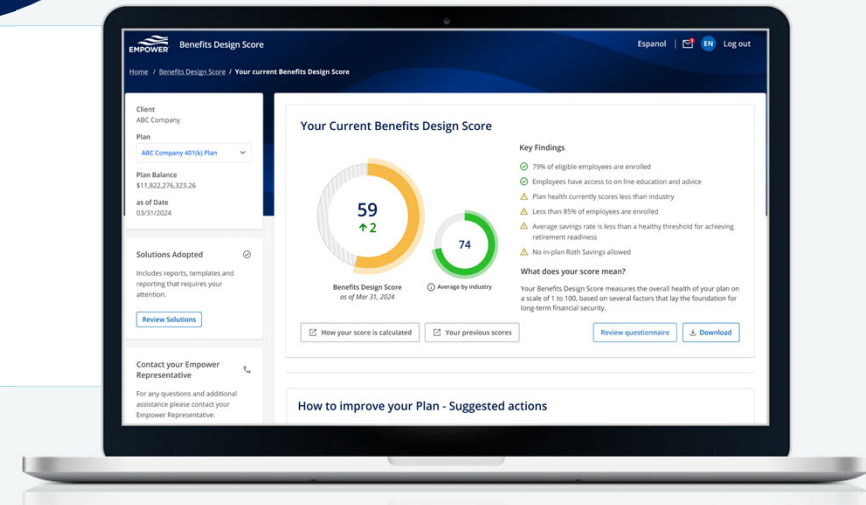 EMPOWER
Benefits Design Score
Espanol
EN
Log out
Home / Benefits Design Score / Your current Benefits Design Score
Client
ABC Company
Plan
ABC Company 401(k) Plan
Plan Balance
$11,822,276,323.26
as of Date
03/31/2024
Solutions Adopted
Includes reports, templates and
reporting that requires your
attention.
Review Solutions
Contact your Empower
Representative
For any questions and additional
assistance please contact your
Empower Representative.
Your Current Benefits Design Score
59
2
Benefits Design Score
as of Mar 31, 2024
74
Average by industry
Key Findings
79% of eligible employees are enrolled
Employees have access to on line education and advice
Plan health currently scores less than industry
Less than 85% of employees are enrolled
Average savings rate is less than a healthy threshold for achieving
retirement readiness
No in-plan Roth Savings allowed
What does your score mean?
Your Benefits Design Score measures the overall health of your plan on
a scale of 1 to 100, based on several factors that lay the foundation for
long-term financial security.
How your score is calculated
Your previous scores
Review questionnaire
Download
How to improve your Plan - Suggested actions